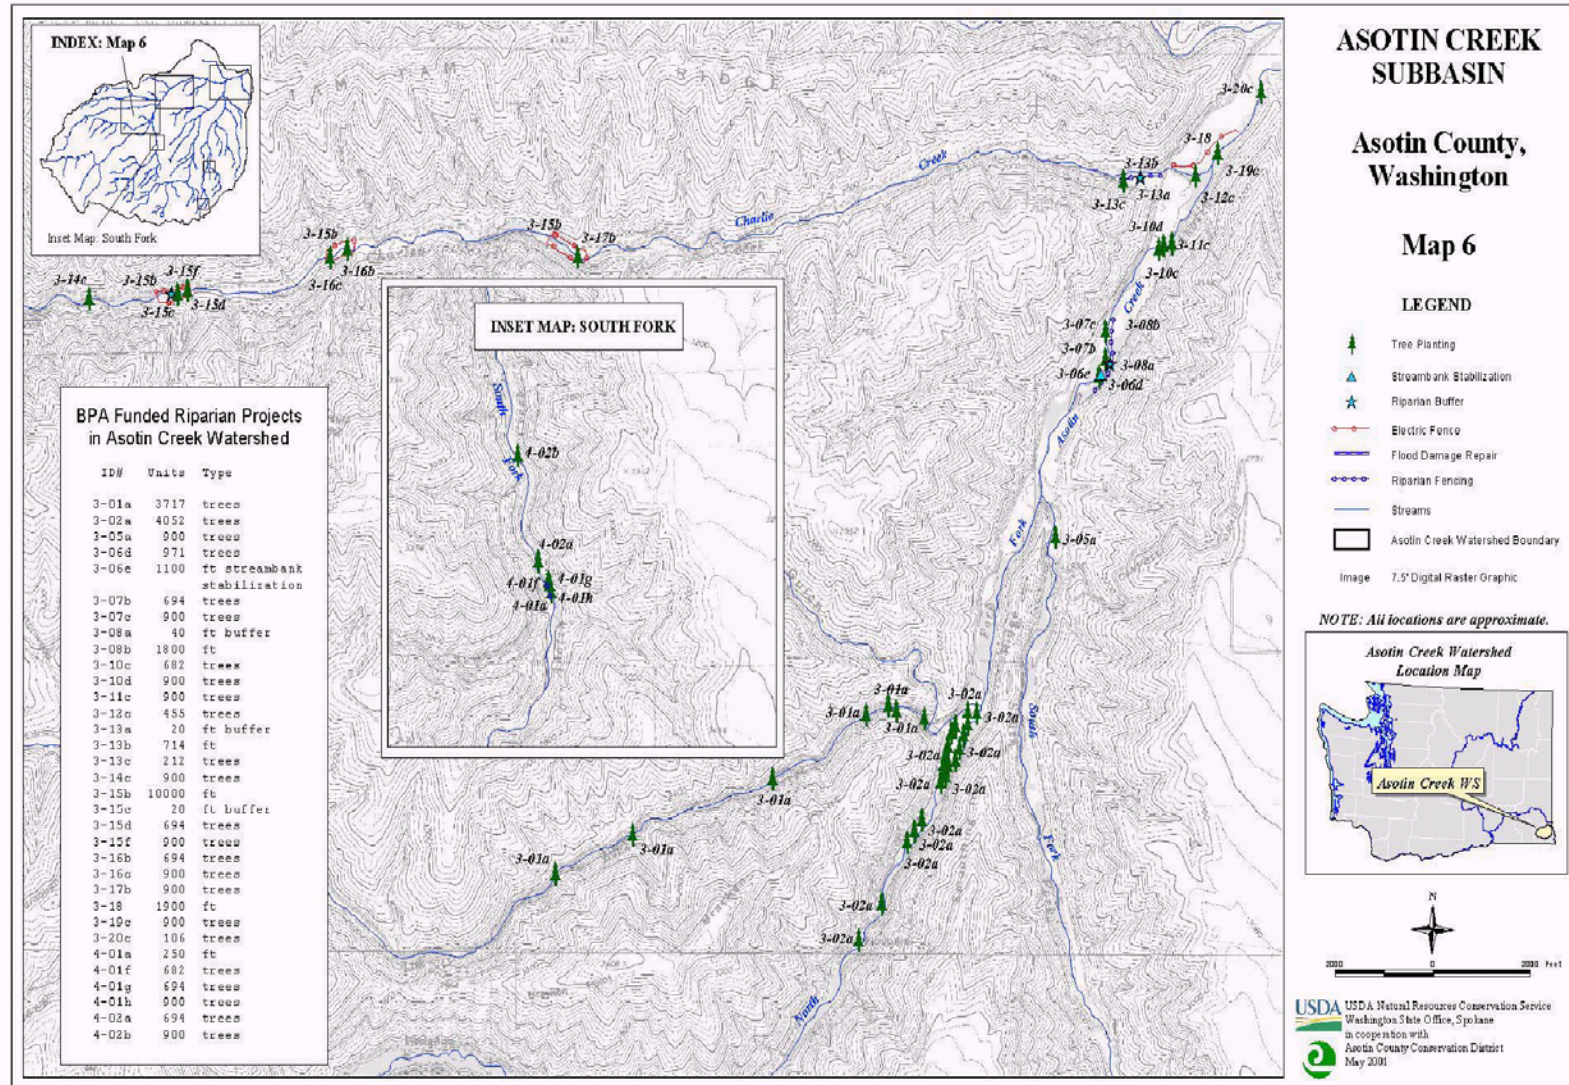 INDEX: Map 6
Inset Map: South Fork
ASOTIN CREEK
SUBBASIN
Asotin County,
Washington
Map 6
LEGEND
Tree Planting
Streambank Stabilization
Riparian Buffer
Electric Fence
Flood Damage Repair
Riparian Fencing
Streams
Asotin Creek Watershed Boundary
Image 7.5' Digital Raster Graphic
NOTE: All locations are approximate.
Asotin Creek Watershed
Location Map
Asotin Creek WS
N
2000 0 2000 Feet
USDA
USDA Natural Resources Conservation Service
Washington State Office, Spokane
in cooperation with
Asotin County Conservation District
May 2001
BPA Funded Riparian Projects
in Asotin Creek Watershed
ID# Units Type
3-01a 3717 trees
3-02a 4052 trees
3-05a 900 trees
3-06d 971 trees
3-06e 1100 ft streambank
stabilization
3-07b 694 trees
3-07c 900 trees
3-08a 40 ft buffer
3-08b 1800 ft
3-10c 682 trees
3-10d 900 trees
3-11c 900 trees
3-12c 455 trees
3-13a 20 ft buffer
3-13b 714 ft
3-13c 212 trees
3-14c 900 trees
3-15b 10000 ft
3-15c 20 ft buffer
3-15d 694 trees
3-15f 900 trees
3-16b 694 trees
3-16c 900 trees
3-17b 900 trees
3-18 1900 ft
3-19c 900 trees
3-20c 106 trees
4-01a 250 ft
4-01f 682 trees
4-01g 694 trees
4-01h 900 trees
4-02a 694 trees
4-02b 900 trees
INSET MAP: SOUTH FORK
South
Fork
4-02b
4-02a
4-01f
4-01g
4-01a
4-01h
3-20c
3-18
3-19c
3-12c
3-13b
3-13a
3-13c
Charlie
Creek
3-10d
3-11c
3-10c
3-15b
3-17b
3-15b
3-16b
3-16c
3-14c
3-15b
3-15f
3-15c
3-15d
Creek
3-07c
3-08b
3-07b
3-08a
3-06e
3-06d
Asotin
Fork
3-05a
3-01a
3-01a
3-01a
3-02a
3-02a
3-02a
3-02a
3-02a
3-02a
3-01a
3-01a
3-01a
3-02a
3-02a
3-02a
3-02a
3-02a
South
Fork
North